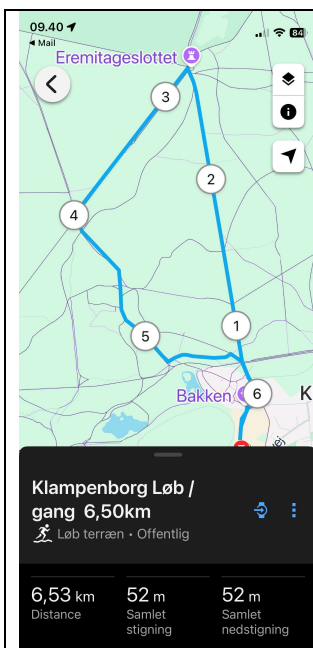 09.40
84
Mail
Eremitageslottet
3
2
4
1
5
6
Bakken
K
Klampenborg Løb /
gang 6,50km
Løb terræn • Offentlig
6,53 km
Distance
52 m
Samlet
stigning
52 m
Samlet
nedstigning